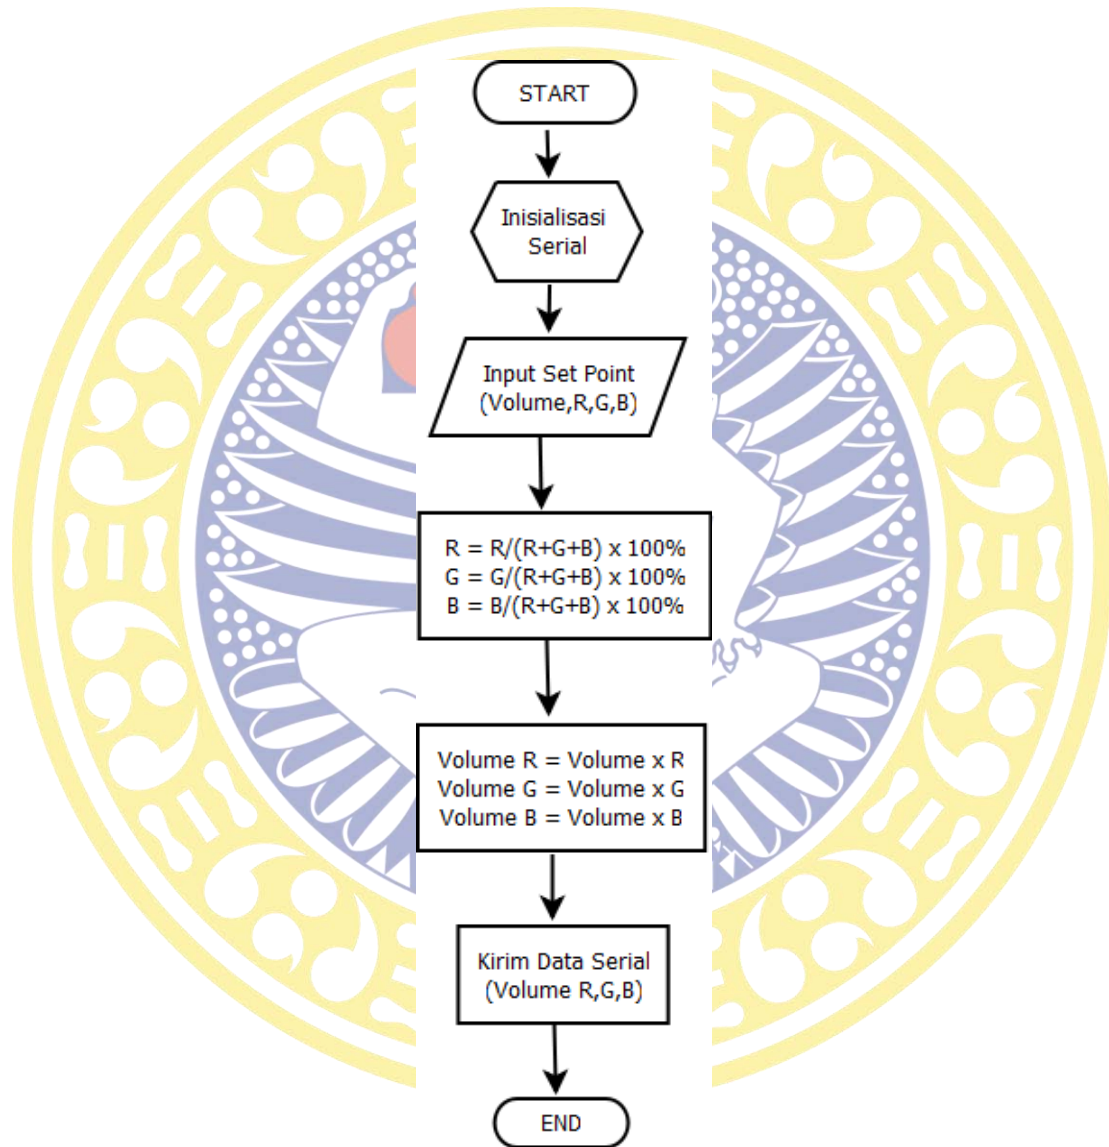 START
Inisialisasi
Serial
Input Set Point
(Volume,R,G,B)
R = R/(R+G+B) x 100%
G = G/(R+G+B) x 100%
B = B/(R+G+B) x 100%
Volume R = Volume x R
Volume G = Volume x G
Volume B = Volume x B
Kirim Data Serial
(Volume R,G,B)
END